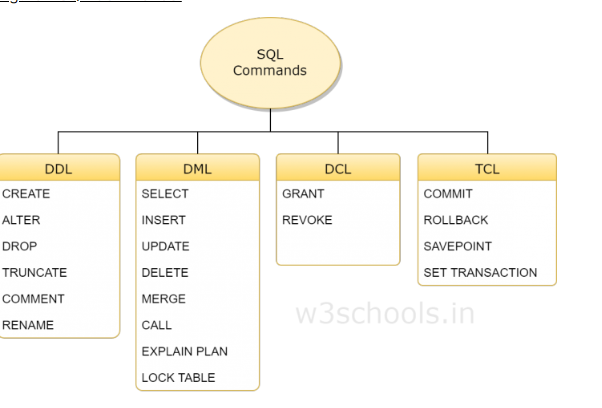 SQL
Commands
DDL
CREATE
ALTER
DROP
TRUNCATE
COMMENT
RENAME
DML
SELECT
INSERT
UPDATE
DELETE
MERGE
CALL
EXPLAIN PLAN
LOCK TABLE
DCL
GRANT
REVOKE
TCL
COMMIT
ROLLBACK
SAVEPOINT
SET TRANSACTION
w3schools.in